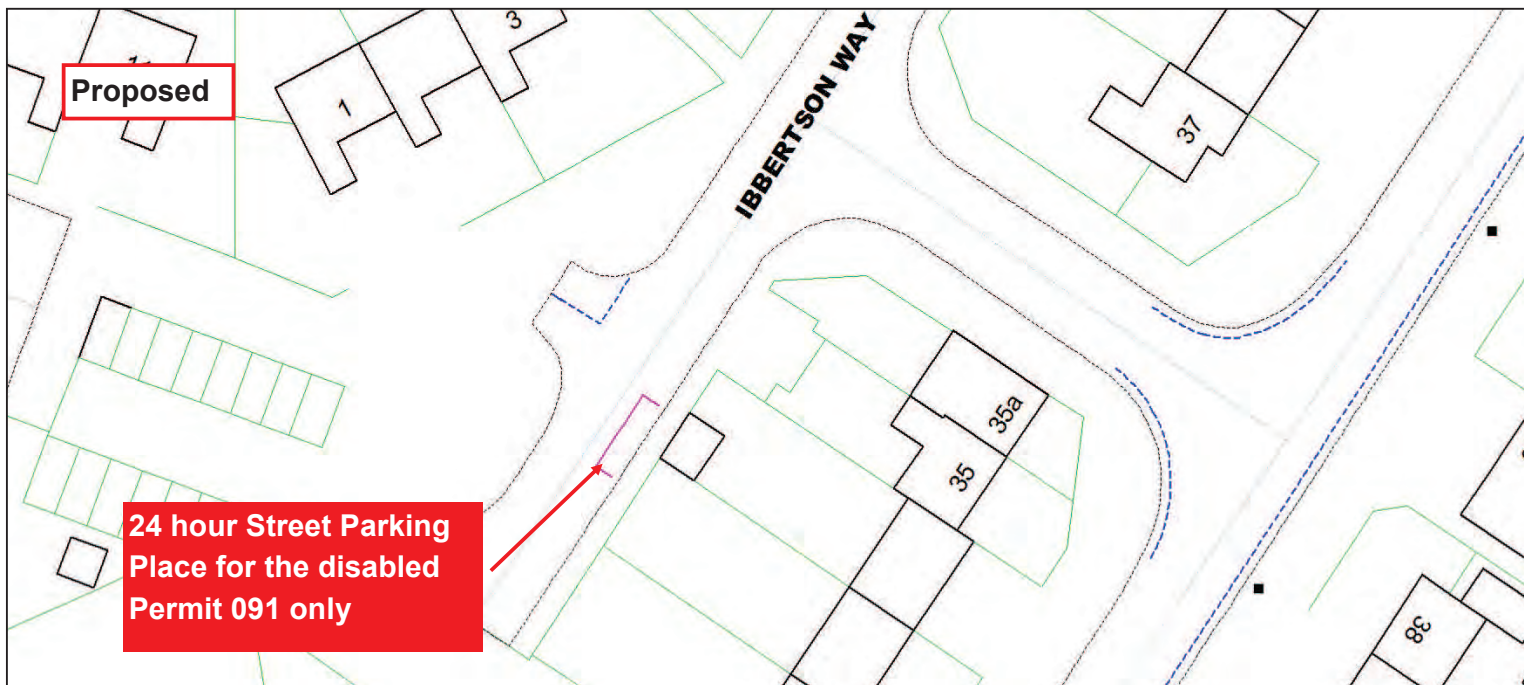 3
Proposed
1
IBBERTSON WAY
37
35a
35
24 hour Street Parking
Place for the disabled
Permit 091 only
38